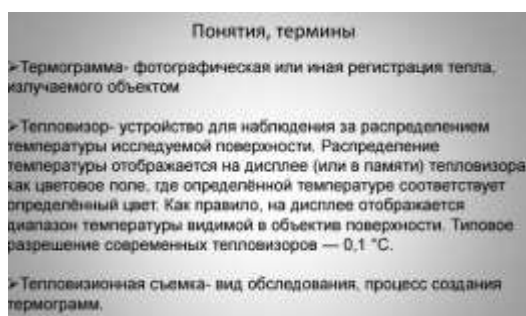 Понятия, термины
➢Термограмма- фотографическая или иная регистрация тепла,
излучаемого объектом
➢Тепловизор- устройство для наблюдения за распределением
температуры исследуемой поверхности. Распределение
температуры отображается на дисплее (или в памяти) тепловизора
как цветовое поле, где определённой температуре соответствует
определённый цвет. Как правило, на дисплее отображается
диапазон температуры видимой в объектив поверхности. Типовое
разрешение современных тепловизоров — 0,1 °C.
➢Тепловизионная съемка- вид обследования, процесс создания
термограмм.